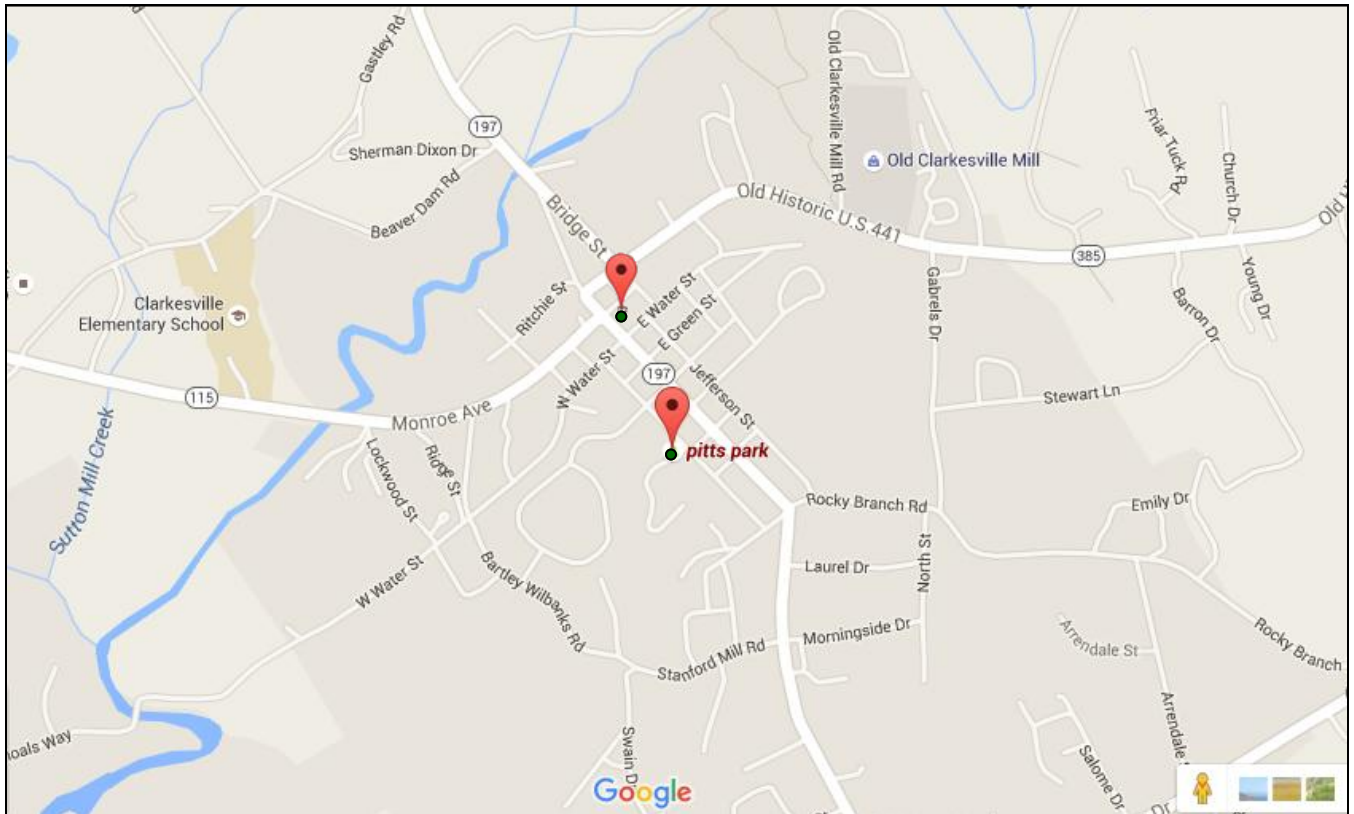 Gastley Rd
197
Sherman Dixon Dr
Beaver Dam Rd
Bridge St
Old Clarkesville Mill Rd
Old Clarkesville Mill
Old Historic U.S.441
385
Friar Tuck
Church Dr
Young Dr
Barron Dr
Gabrels Dr
Stewart Ln
Clarkesville
Elementary School
115
Monroe Ave
Ritchie St
E Water St
E Green St
W Water St
197
Jefferson St
pitts park
Sutton Mill Creek
Lockwood St
Ridge St
W Water St
Bartley Wilbanks Rd
Stanford Mill Rd
Rocky Branch Rd
Laurel Dr
North St
Morningside Dr
Emily Dr
Arrendale St
Rocky Branch
Arrendale
Salome Dr
Dr
Way
Swain
Google